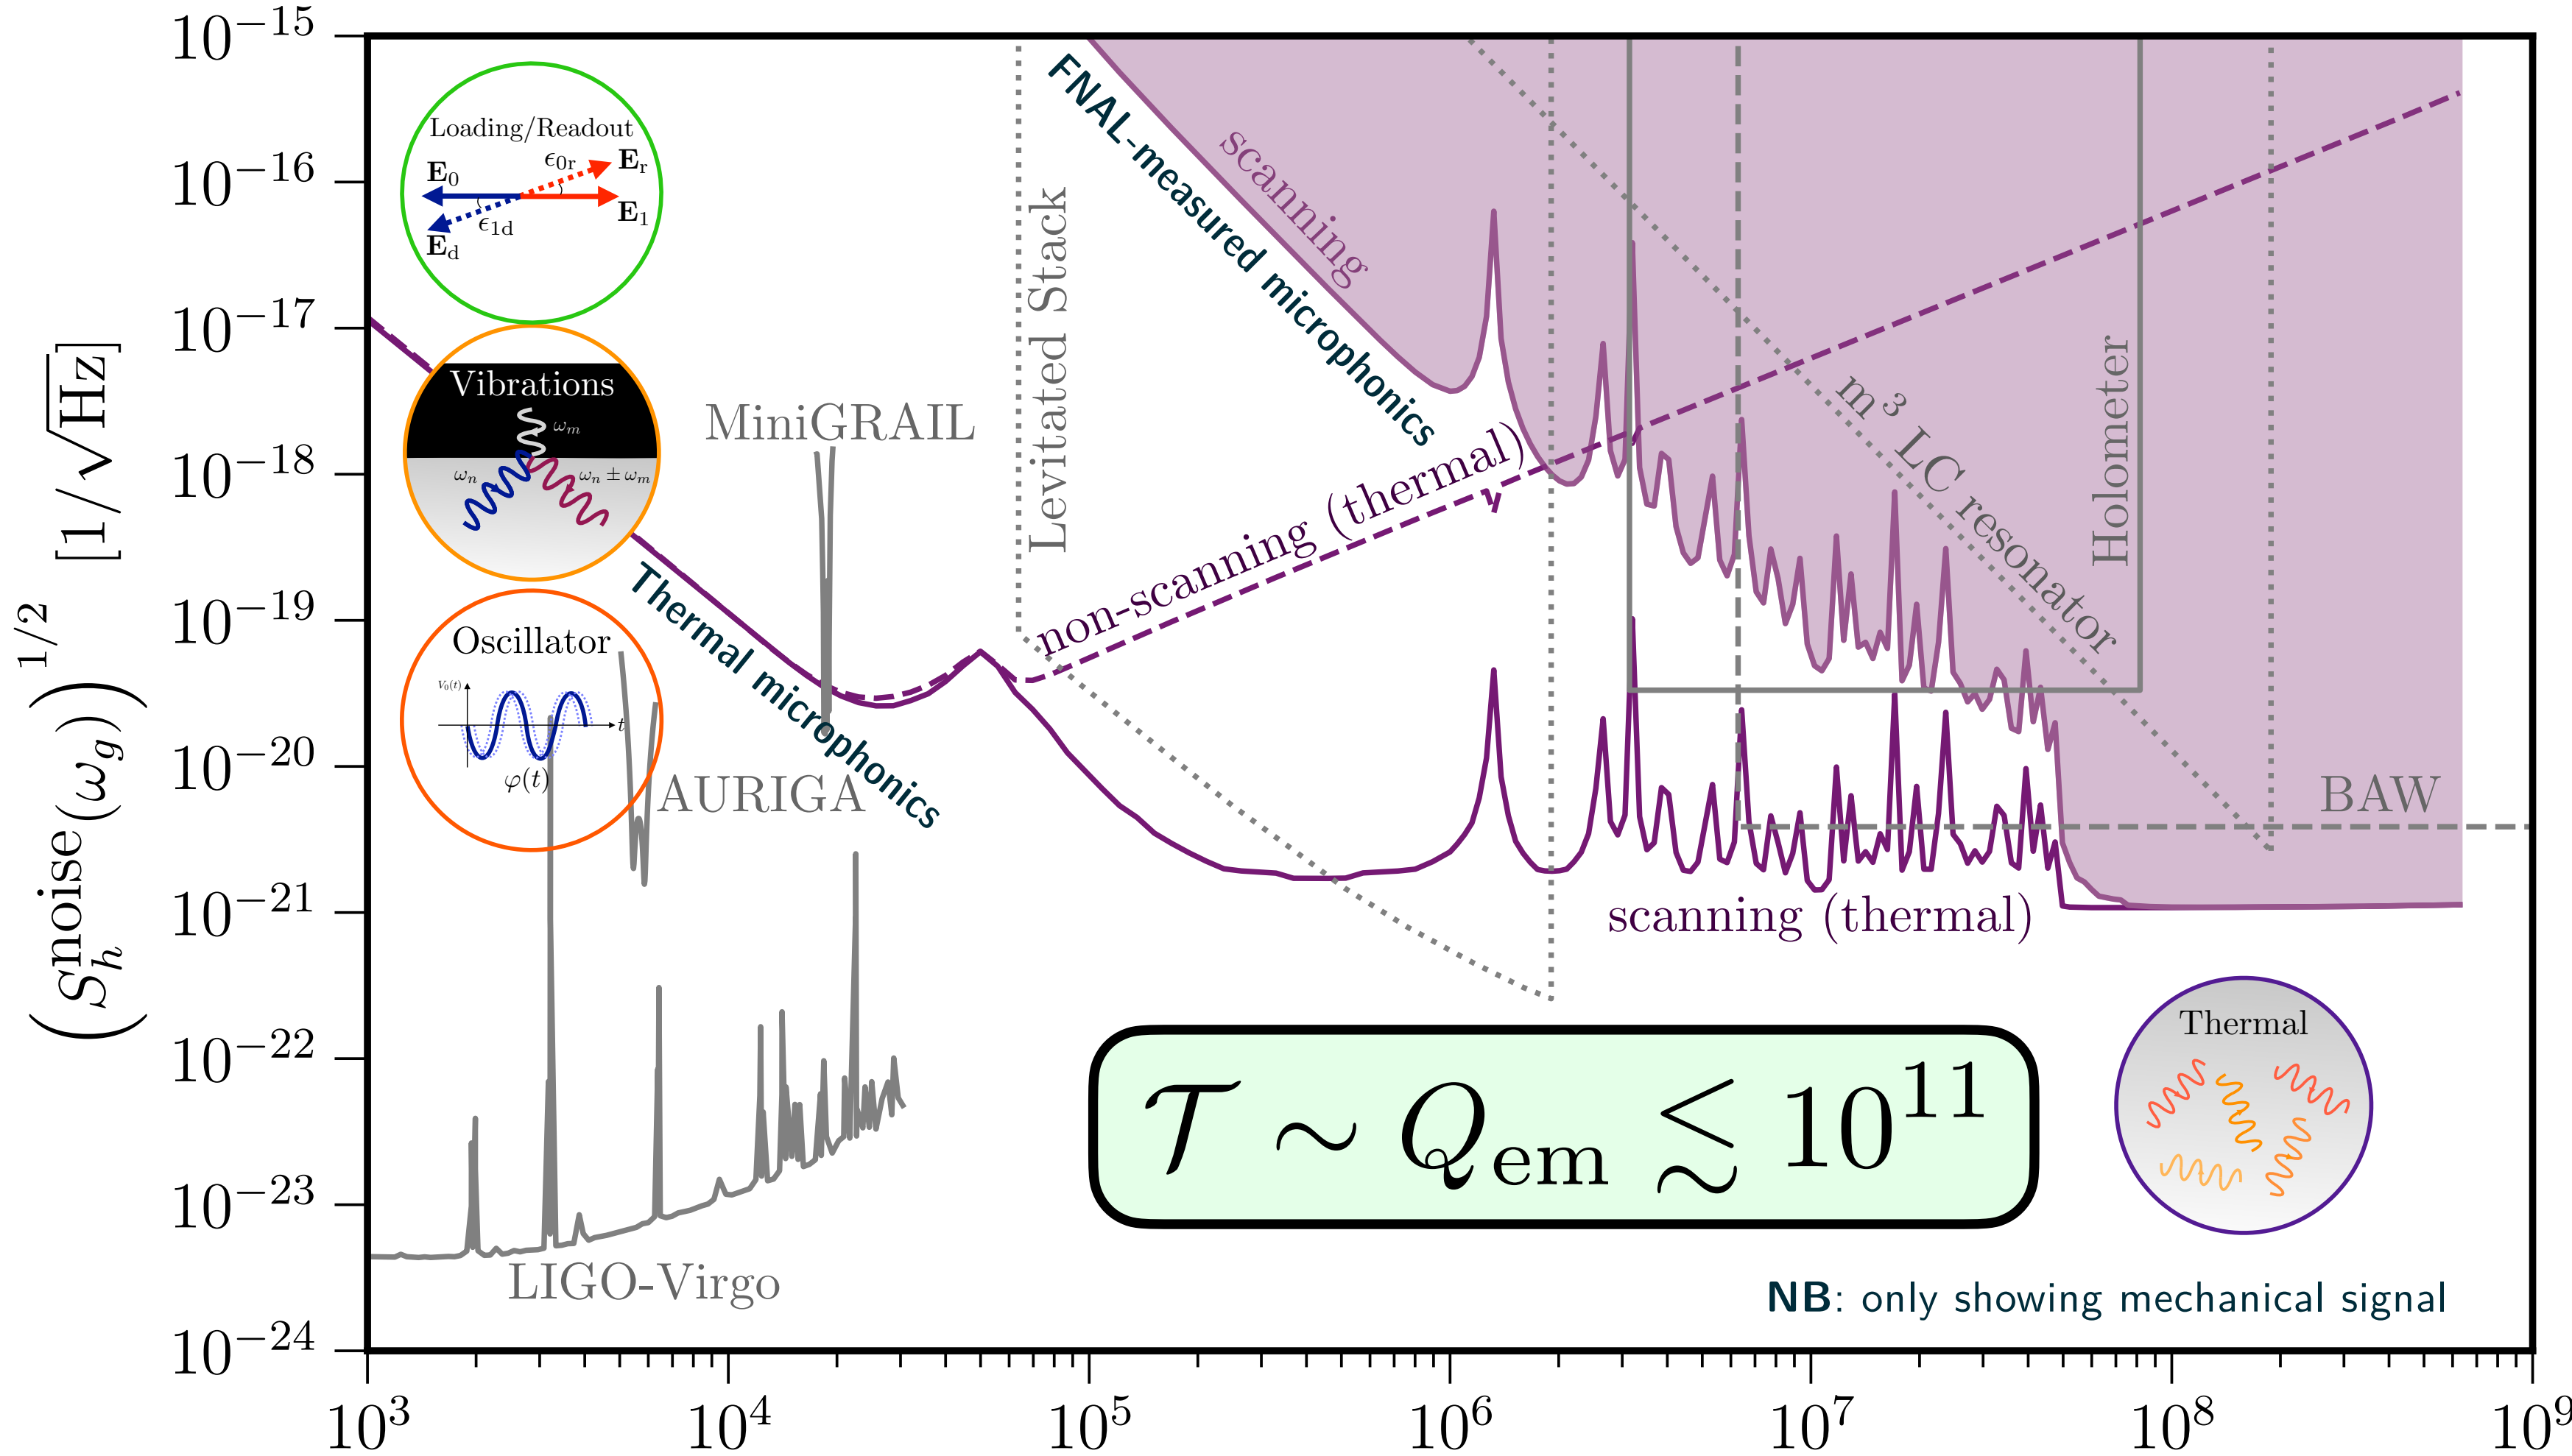 (S_h^noise(ω_g))^1/2 [1/√Hz]
10^−15
10^−16
10^−17
10^−18
10^−19
10^−20
10^−21
10^−22
10^−23
10^−24
Loading/Readout
ϵ_0r
E_r
E_0
E_1
ϵ_1d
E_d
Vibrations
ω_m
ω_n
ω_n ± ω_m
Oscillator
V_0(t)
t
φ(t)
FNAL-measured microphonics
scanning
Levitated Stack
MiniGRAIL
non-scanning (thermal)
Thermal microphonics
m^3 LC resonator
Holometer
AURIGA
BAW
scanning (thermal)
LIGO-Virgo
𝒯 ∼ Q_em ≲ 10^11
Thermal
NB: only showing mechanical signal
10^3 10^4 10^5 10^6 10^7 10^8 10^9